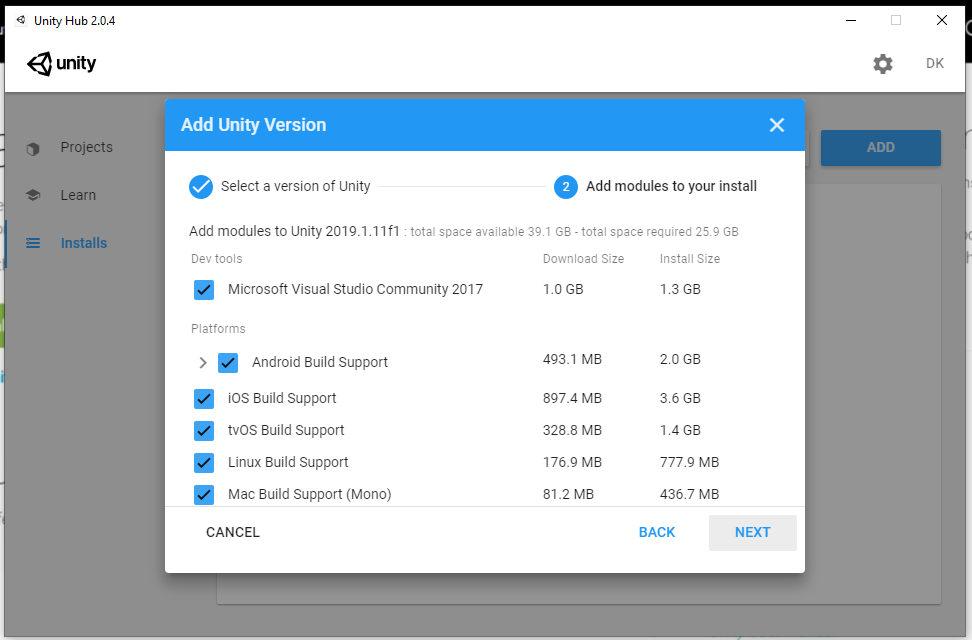 Unity Hub 2.0.4
unity
DK
Add Unity Version
Projects
ADD
Learn
Select a version of Unity
2
Add modules to your install
Installs
Add modules to Unity 2019.1.11f1 : total space available 39.1 GB - total space required 25.9 GB
Dev tools Download Size Install Size
Microsoft Visual Studio Community 2017 1.0 GB 1.3 GB
Platforms
Android Build Support 493.1 MB 2.0 GB
iOS Build Support 897.4 MB 3.6 GB
tvOS Build Support 328.8 MB 1.4 GB
Linux Build Support 176.9 MB 777.9 MB
Mac Build Support (Mono) 81.2 MB 436.7 MB
CANCEL BACK NEXT